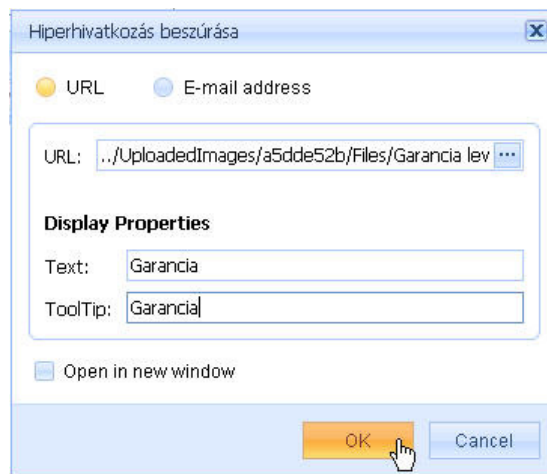 Hiperhivatkozás beszúrása
URL E-mail address
URL: ../UploadedImages/a5dde52b/Files/Garancia lev ...
Display Properties
Text: Garancia
ToolTip: Garancia
Open in new window
OK Cancel